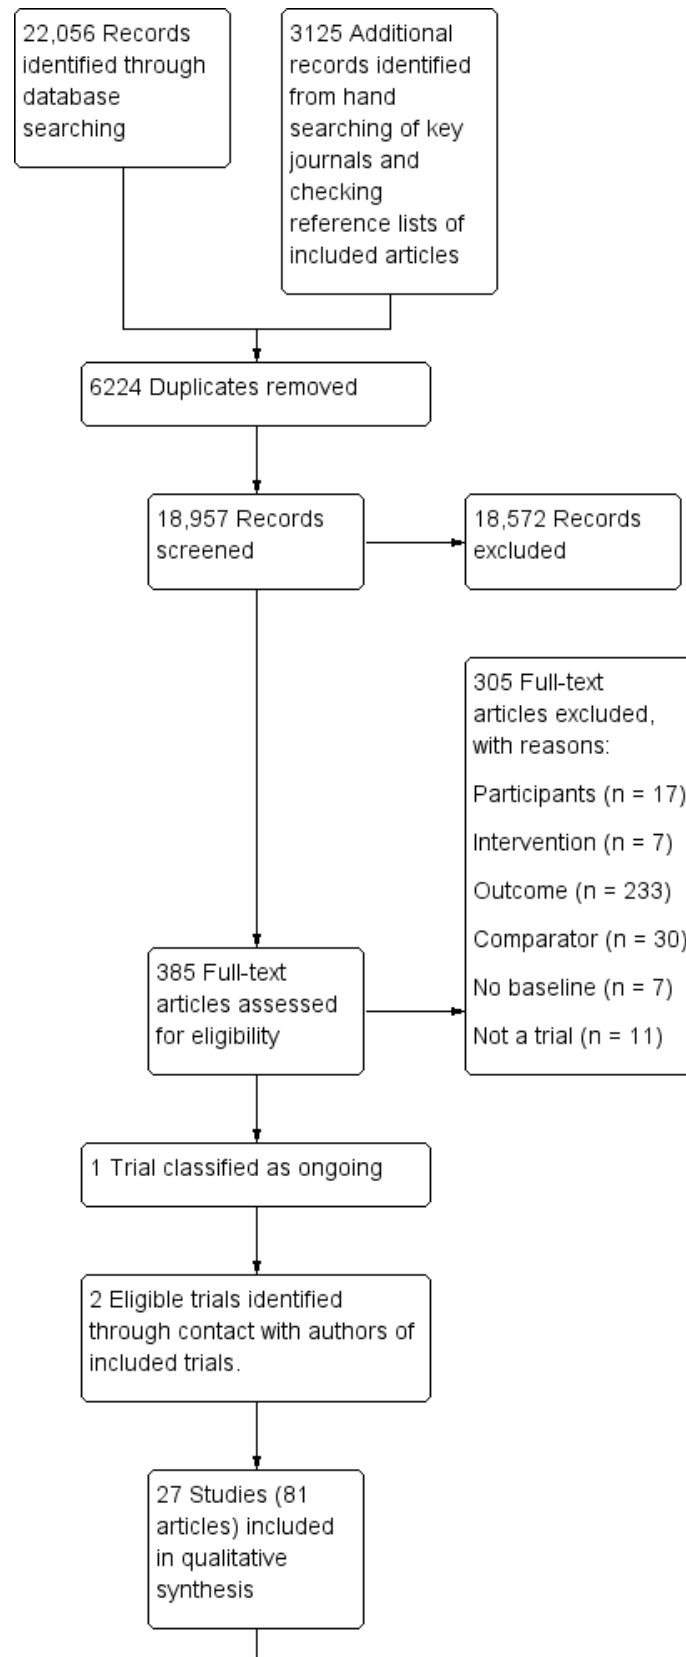 22,056 Records
identified through
database
searching
3125 Additional
records identified
from hand
searching of key
journals and
checking
reference lists of
included articles
6224 Duplicates removed
18,957 Records
screened
18,572 Records
excluded
305 Full-text
articles excluded,
with reasons:
Participants (n = 17)
Intervention (n = 7)
Outcome (n = 233)
Comparator (n = 30)
No baseline (n = 7)
Not a trial (n = 11)
385 Full-text
articles assessed
for eligibility
1 Trial classified as ongoing
2 Eligible trials identified
through contact with authors of
included trials.
27 Studies (81
articles) included
in qualitative
synthesis